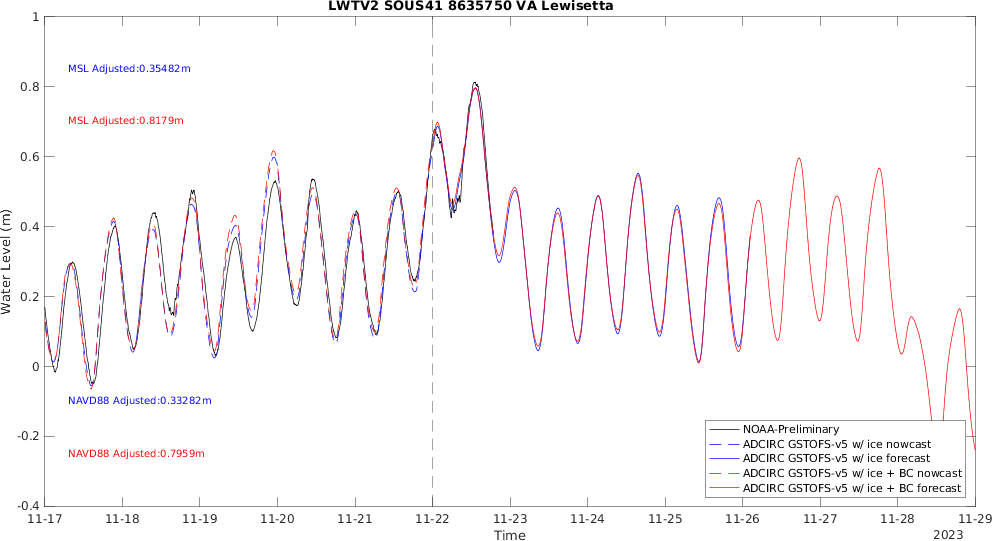 LWTV2 SOUS41 8635750 VA Lewisetta
Water Level (m)
1
0.8
0.6
0.4
0.2
0
-0.2
-0.4
MSL Adjusted:0.35482m
MSL Adjusted:0.8179m
NAVD88 Adjusted:0.33282m
NAVD88 Adjusted:0.7959m
NOAA-Preliminary
ADCIRC GSTOFS-v5 w/ ice nowcast
ADCIRC GSTOFS-v5 w/ ice forecast
ADCIRC GSTOFS-v5 w/ ice + BC nowcast
ADCIRC GSTOFS-v5 w/ ice + BC forecast
11-17 11-18 11-19 11-20 11-21 11-22 11-23 11-24 11-25 11-26 11-27 11-28 11-29
Time
2023